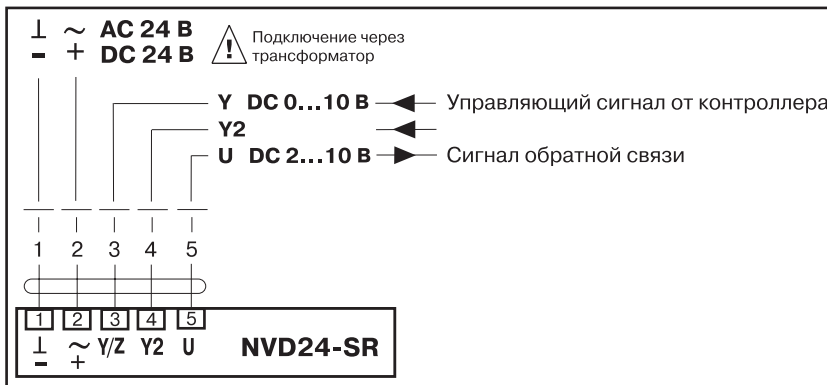 ⊥ ~ AC 24 В
- + DC 24 В
Подключение через
трансформатор
Y DC 0...10 В Управляющий сигнал от контроллера
Y2
U DC 2...10 В Сигнал обратной связи
1 2 3 4 5
1 2 3 4 5
⊥ ~ Y/Z Y2 U NVD24-SR
- +